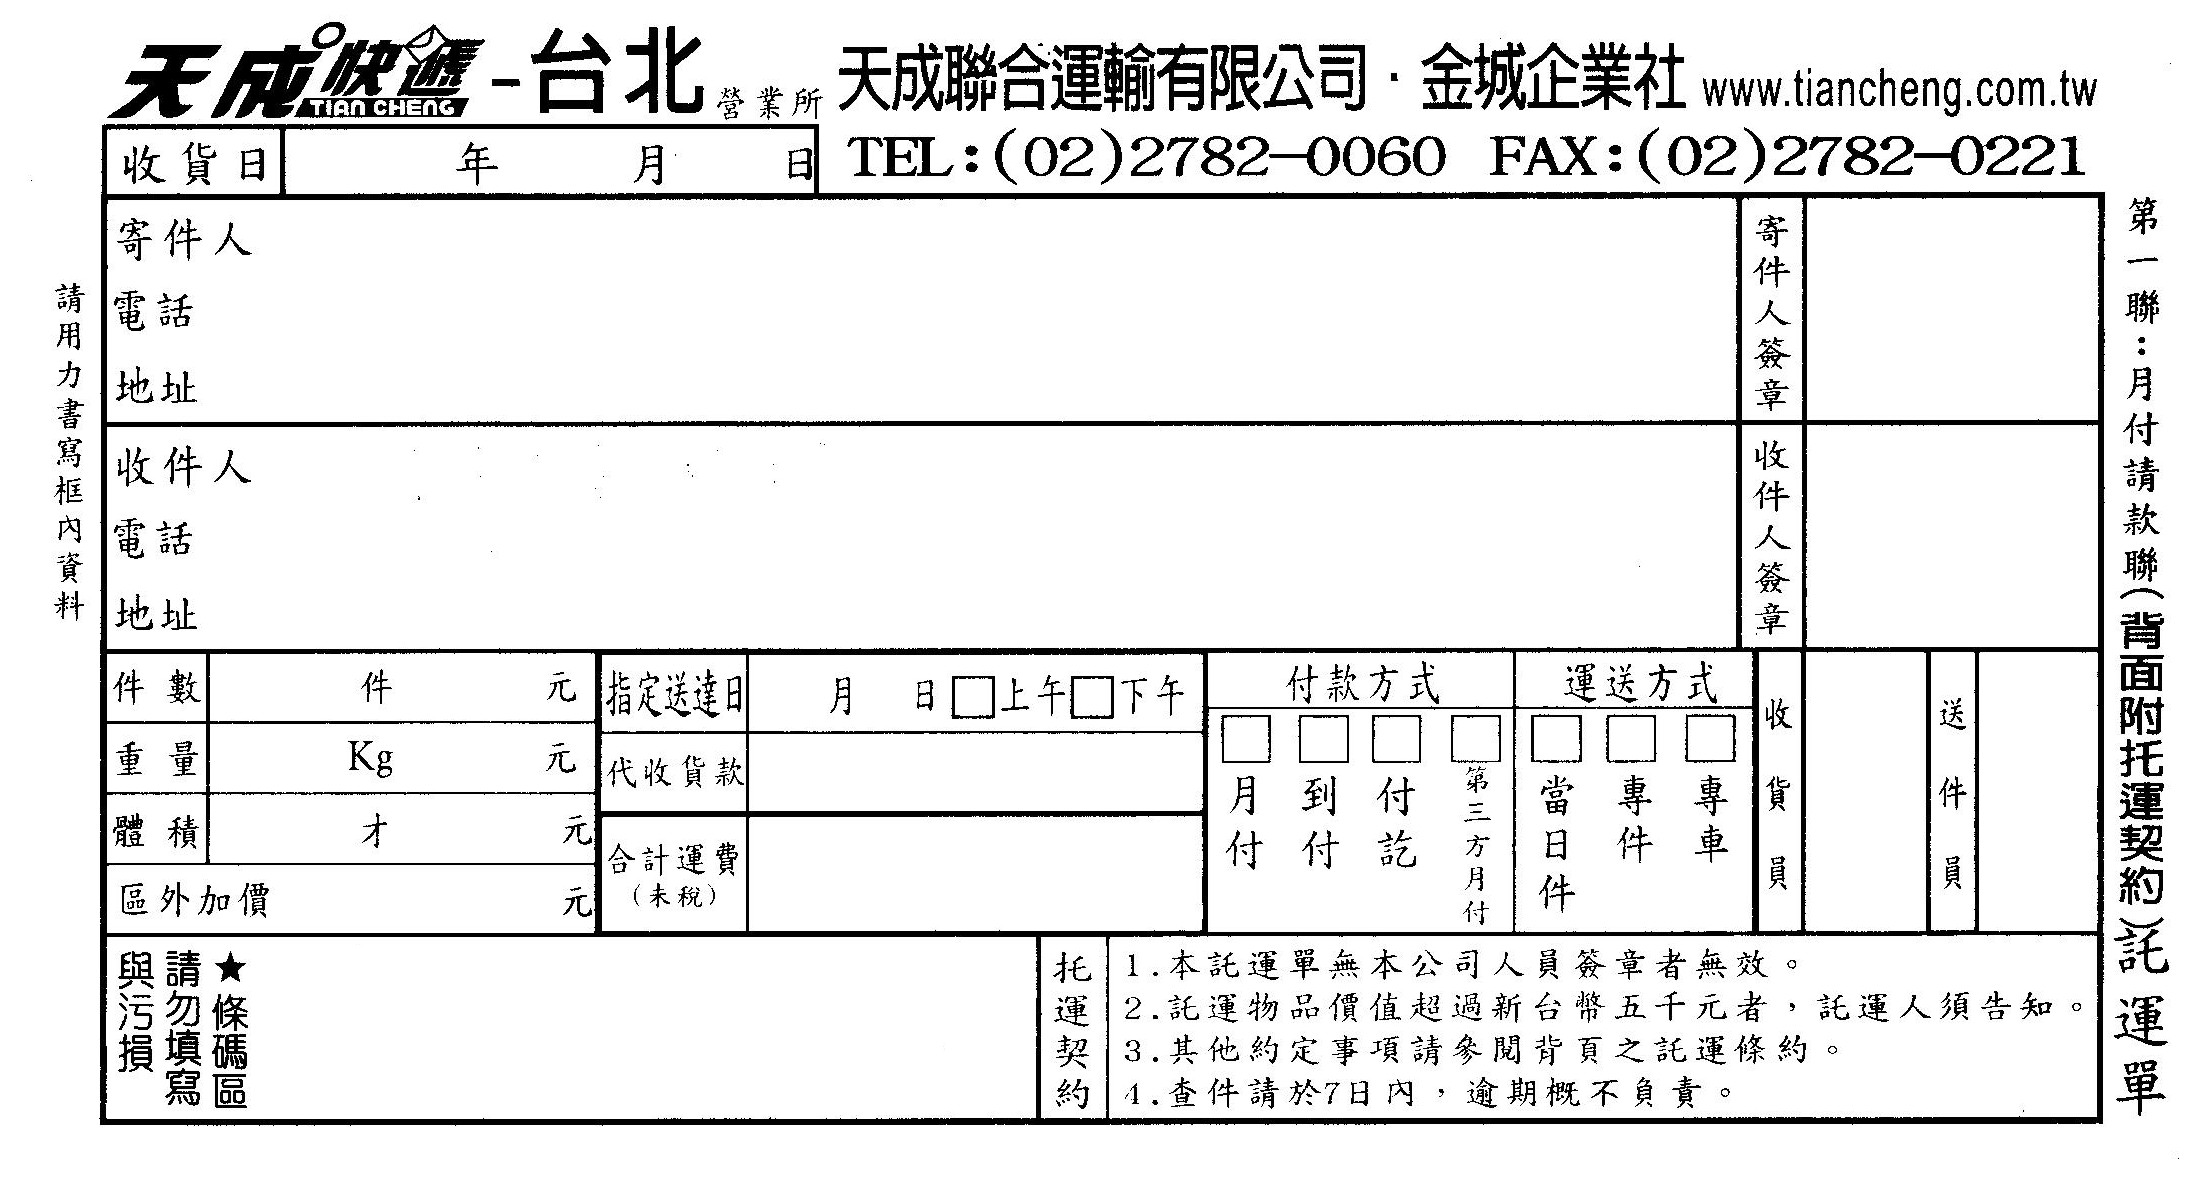 天成快遞 TIAN CHENG -台北營業所 天成聯合運輸有限公司·金城企業社 www.tiancheng.com.tw
TEL:(02)2782-0060 FAX:(02)2782-0221
收貨日 年 月 日
請用力書寫框內資料
寄件人
電話
地址
寄件人簽章
收件人
電話
地址
收件人簽章
件數 件 元
重量 Kg 元
體積 才 元
區外加價 元
指定送達日 月 日 □上午 □下午
代收貨款
合計運費
(未稅)
付款方式
□月付 □到付 □付訖 □第三方月付
運送方式
□當日件 □專件 □專車
收貨員
送件員
★條碼區
請勿填寫
與污損
托運契約
1.本託運單無本公司人員簽章者無效。
2.託運物品價值超過新台幣五千元者，託運人須告知。
3.其他約定事項請參閱背頁之託運條約。
4.查件請於7日內，逾期概不負責。
第一聯:月付請款聯(背面附托運契約)託運單